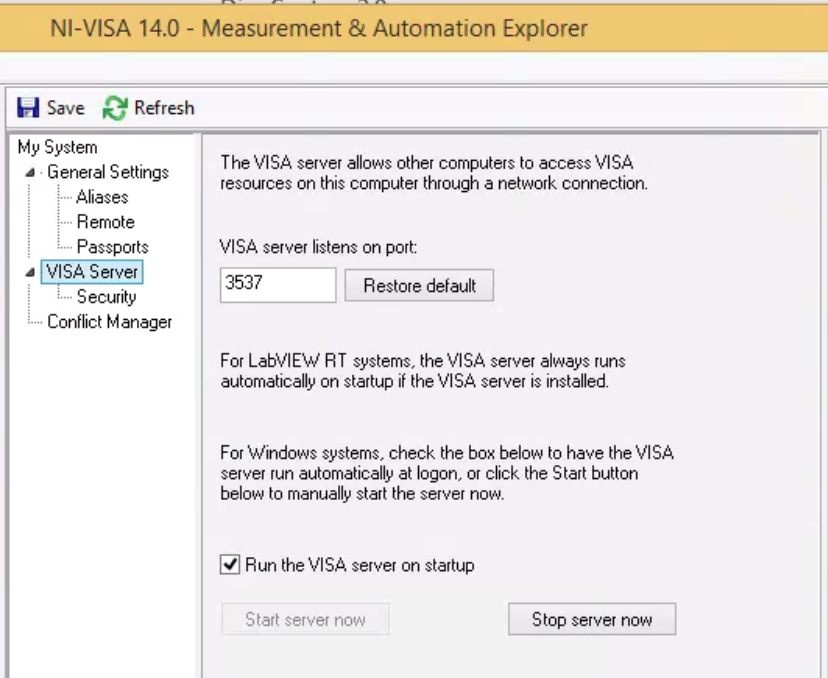 NI-VISA 14.0 - Measurement & Automation Explorer
Save Refresh
My System
General Settings
Aliases
Remote
Passports
VISA Server
Security
Conflict Manager
The VISA server allows other computers to access VISA
resources on this computer through a network connection.
VISA server listens on port:
3537 Restore default
For LabVIEW RT systems, the VISA server always runs
automatically on startup if the VISA server is installed.
For Windows systems, check the box below to have the VISA
server run automatically at logon, or click the Start button
below to manually start the server now.
Run the VISA server on startup
Start server now Stop server now